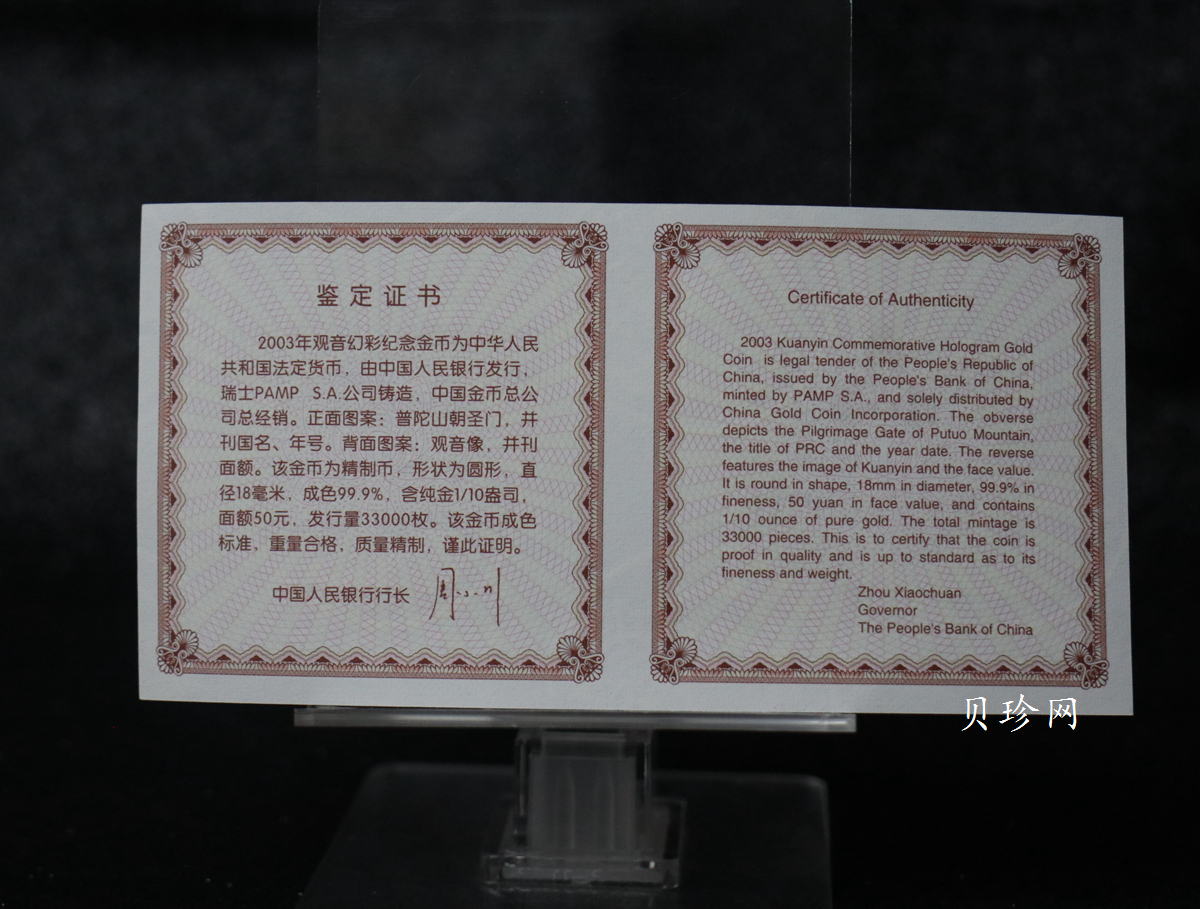 鉴定证书
2003年观音幻彩纪念金币为中华人民
共和国法定货币，由中国人民银行发行，
瑞士PAMP S.A.公司铸造，中国金币总公
司总经销。正面图案：普陀山朝圣门，并
刊国名、年号。背面图案：观音像，并刊
面额。该金币为精制币，形状为圆形，直
径18毫米，成色99.9%，含纯金1/10盎司，
面额50元，发行量33000枚。该金币成色
标准，重量合格，质量精制，谨此证明。
中国人民银行行长 周小川
Certificate of Authenticity
2003 Kuanyin Commemorative Hologram Gold
Coin is legal tender of the People's Republic of
China, issued by the People's Bank of China,
minted by PAMP S.A., and solely distributed by
China Gold Coin Incorporation. The obverse
depicts the Pilgrimage Gate of Putuo Mountain,
the title of PRC and the year date. The reverse
features the image of Kuanyin and the face value.
It is round in shape, 18mm in diameter, 99.9% in
fineness, 50 yuan in face value, and contains
1/10 ounce of pure gold. The total mintage is
33000 pieces. This is to certify that the coin is
proof in quality and is up to standard as to its
fineness and weight.
Zhou Xiaochuan
Governor
The People's Bank of China
贝珍网